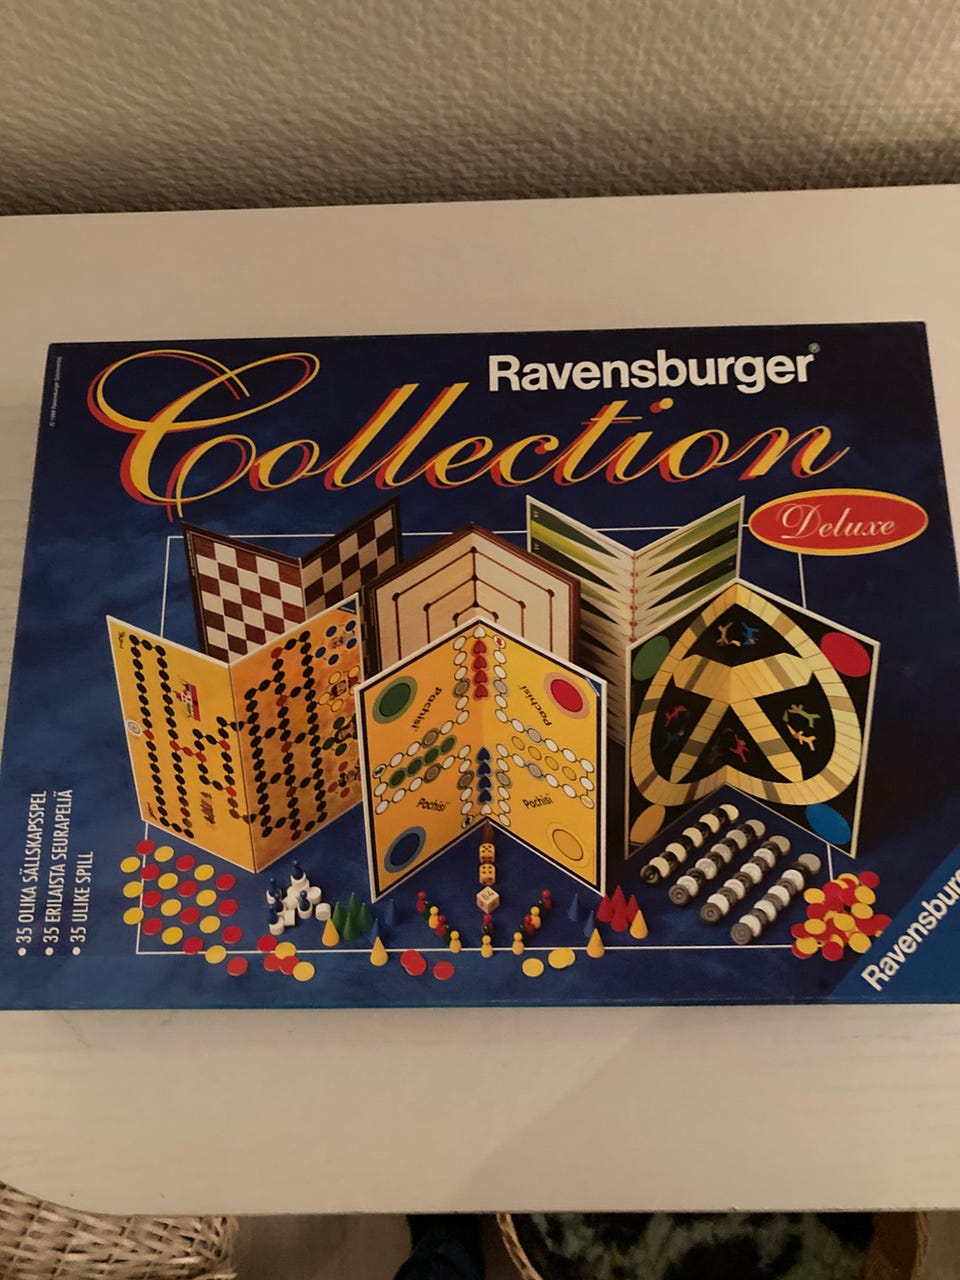 Ravensburger®
Collection
Deluxe
Pachisi
Pachisi
Pachisi
Pachisi
• 35 OLIKA SÄLLSKAPSSPEL
• 35 ERILAISTA SEURAPELIÄ
• 35 ULIKE SPILL
Ravensburger